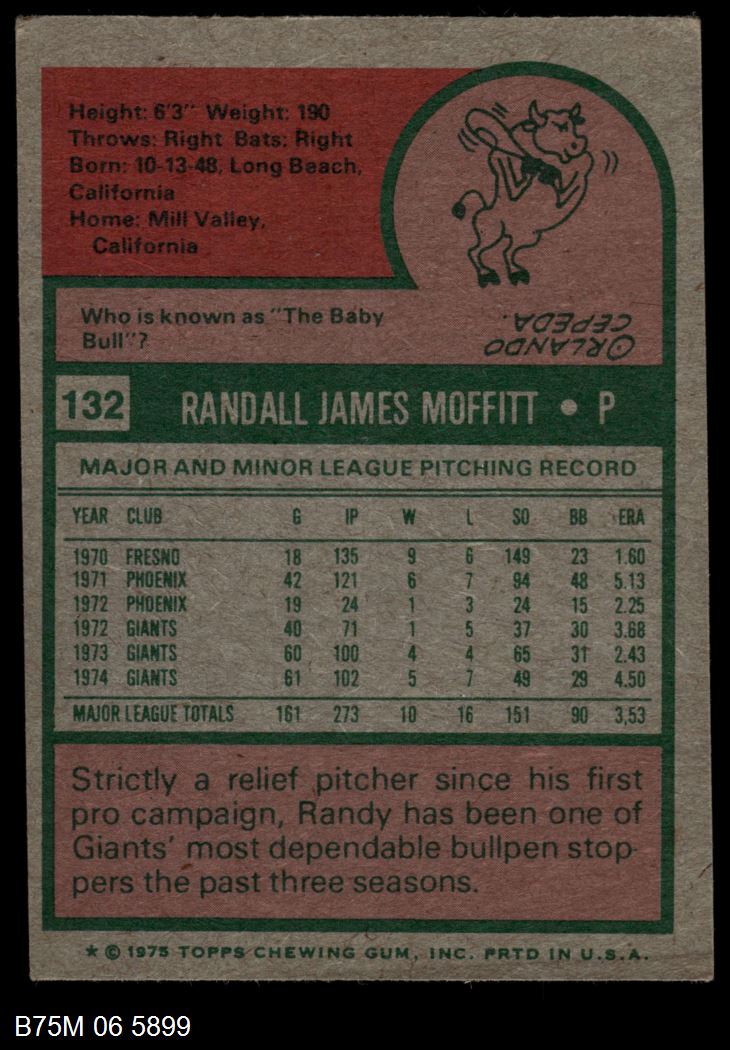 Height: 6'3" Weight: 190
Throws: Right Bats: Right
Born: 10-13-48, Long Beach,
California
Home: Mill Valley,
California
Who is known as "The Baby
Bull"?
ORLANDO
CEPEDA.
132 RANDALL JAMES MOFFITT • P
MAJOR AND MINOR LEAGUE PITCHING RECORD
YEAR CLUB G IP W L SO BB ERA
1970 FRESNO 18 135 9 6 149 23 1.60
1971 PHOENIX 42 121 6 7 94 48 5.13
1972 PHOENIX 19 24 1 3 24 15 2.25
1972 GIANTS 40 71 1 5 37 30 3.68
1973 GIANTS 60 100 4 4 65 31 2.43
1974 GIANTS 61 102 5 7 49 29 4.50
MAJOR LEAGUE TOTALS 161 273 10 16 151 90 3,53
Strictly a relief pitcher since his first
pro campaign, Randy has been one of
Giants' most dependable bullpen stop-
pers the past three seasons.
* © 1975 TOPPS CHEWING GUM, INC. PRTD IN U.S.A.
B75M 06 5899